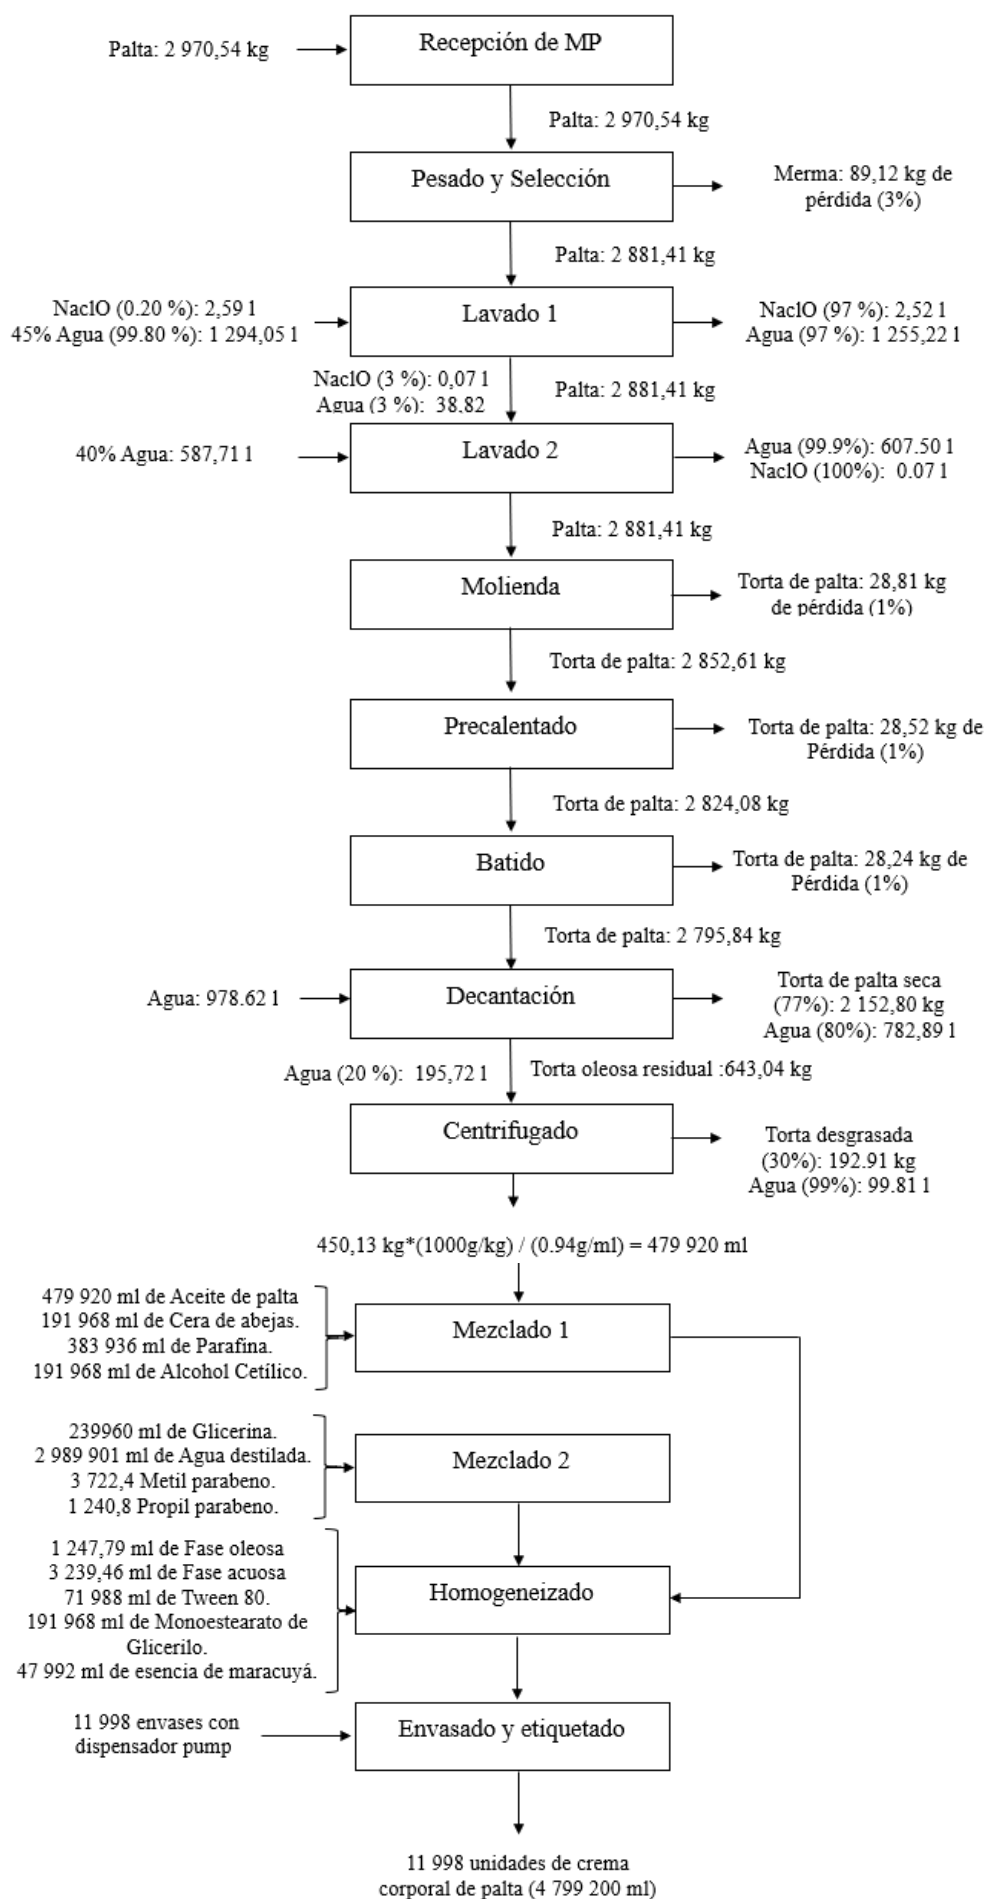 Recepción de MP
Palta: 2 970,54 kg
Palta: 2 970,54 kg
Pesado y Selección
Merma: 89,12 kg de
pérdida (3%)
Palta: 2 881,41 kg
NaclO (0.20 %): 2,59 l
45% Agua (99.80 %): 1 294,05 l
Lavado 1
NaclO (97 %): 2,52 l
Agua (97 %): 1 255,22 l
NaclO (3 %): 0,07 l
Agua (3 %): 38,82
Palta: 2 881,41 kg
40% Agua: 587,71 l
Lavado 2
Agua (99.9%): 607.50 l
NaclO (100%): 0.07 l
Palta: 2 881,41 kg
Molienda
Torta de palta: 28,81 kg
de pérdida (1%)
Torta de palta: 2 852,61 kg
Precalentado
Torta de palta: 28,52 kg de
Pérdida (1%)
Torta de palta: 2 824,08 kg
Batido
Torta de palta: 28,24 kg de
Pérdida (1%)
Torta de palta: 2 795,84 kg
Agua: 978.62 l
Decantación
Torta de palta seca
(77%): 2 152,80 kg
Agua (80%): 782,89 l
Agua (20 %): 195,72 l
Torta oleosa residual :643,04 kg
Centrifugado
Torta desgrasada
(30%): 192.91 kg
Agua (99%): 99.81 l
450,13 kg*(1000g/kg) / (0.94g/ml) = 479 920 ml
479 920 ml de Aceite de palta
191 968 ml de Cera de abejas.
383 936 ml de Parafina.
191 968 ml de Alcohol Cetílico.
Mezclado 1
239960 ml de Glicerina.
2 989 901 ml de Agua destilada.
3 722,4 Metil parabeno.
1 240,8 Propil parabeno.
Mezclado 2
1 247,79 ml de Fase oleosa
3 239,46 ml de Fase acuosa
71 988 ml de Tween 80.
191 968 ml de Monoestearato de
Glicerilo.
47 992 ml de esencia de maracuyá.
Homogeneizado
11 998 envases con
dispensador pump
Envasado y etiquetado
11 998 unidades de crema
corporal de palta (4 799 200 ml)